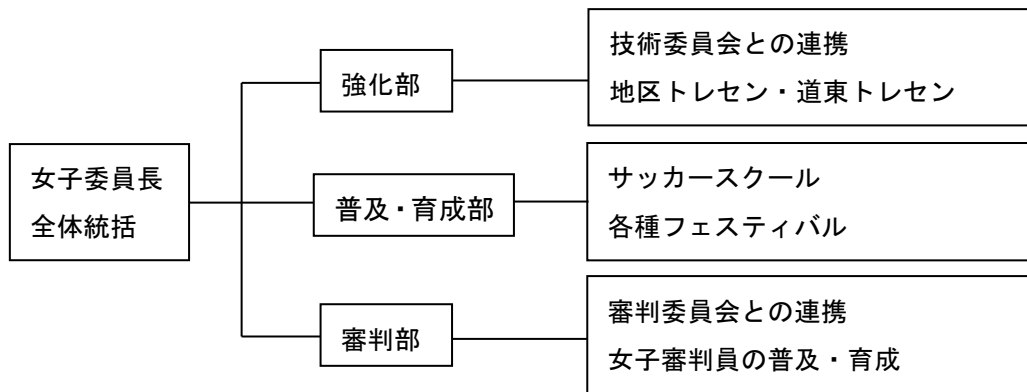 女子委員長
全体統括
強化部
技術委員会との連携
地区トレセン・道東トレセン
普及・育成部
サッカースクール
各種フェスティバル
審判部
審判委員会との連携
女子審判員の普及・育成